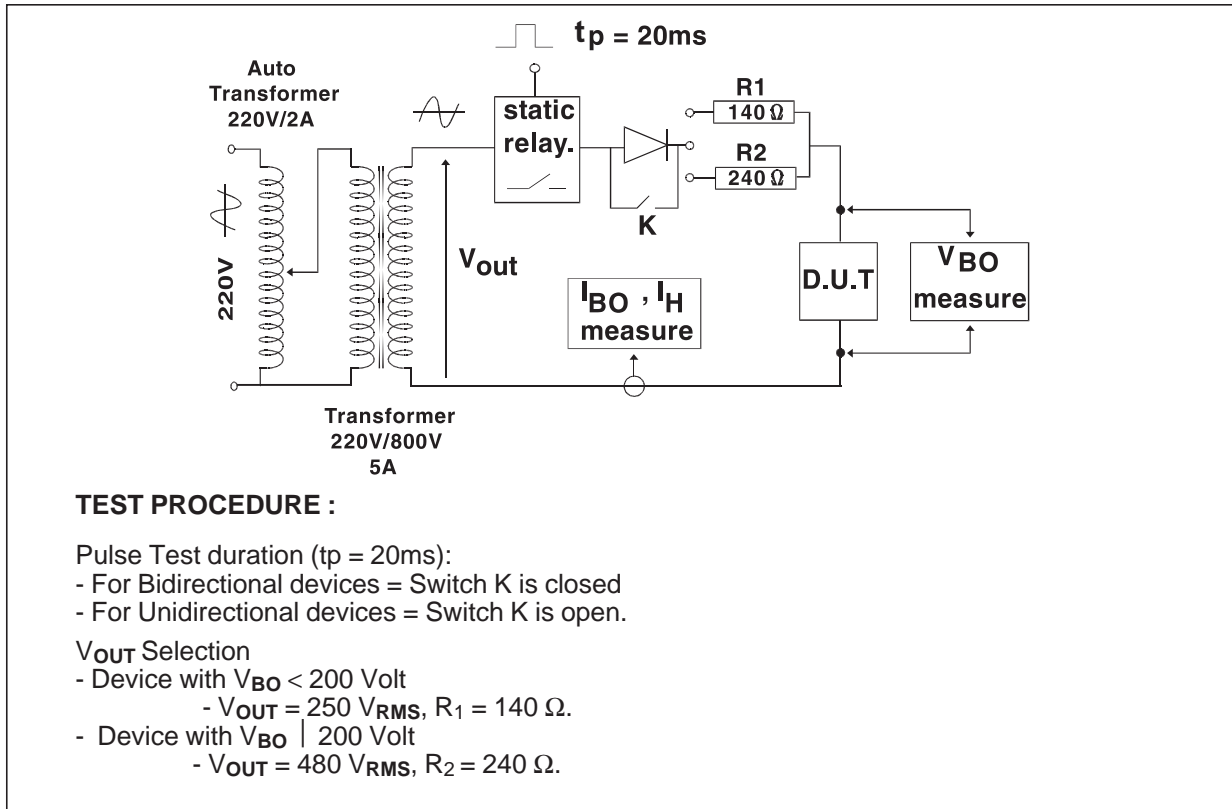 tp = 20ms
Auto
Transformer
220V/2A
220V
Vout
static
relay.
K
R1
140 Ω
R2
240 Ω
D.U.T
VBO
measure
IBO , IH
measure
Transformer
220V/800V
5A
TEST PROCEDURE :
Pulse Test duration (tp = 20ms):
- For Bidirectional devices = Switch K is closed
- For Unidirectional devices = Switch K is open.
VOUT Selection
- Device with VBO < 200 Volt
- VOUT = 250 VRMS, R1 = 140 Ω.
- Device with VBO | 200 Volt
- VOUT = 480 VRMS, R2 = 240 Ω.